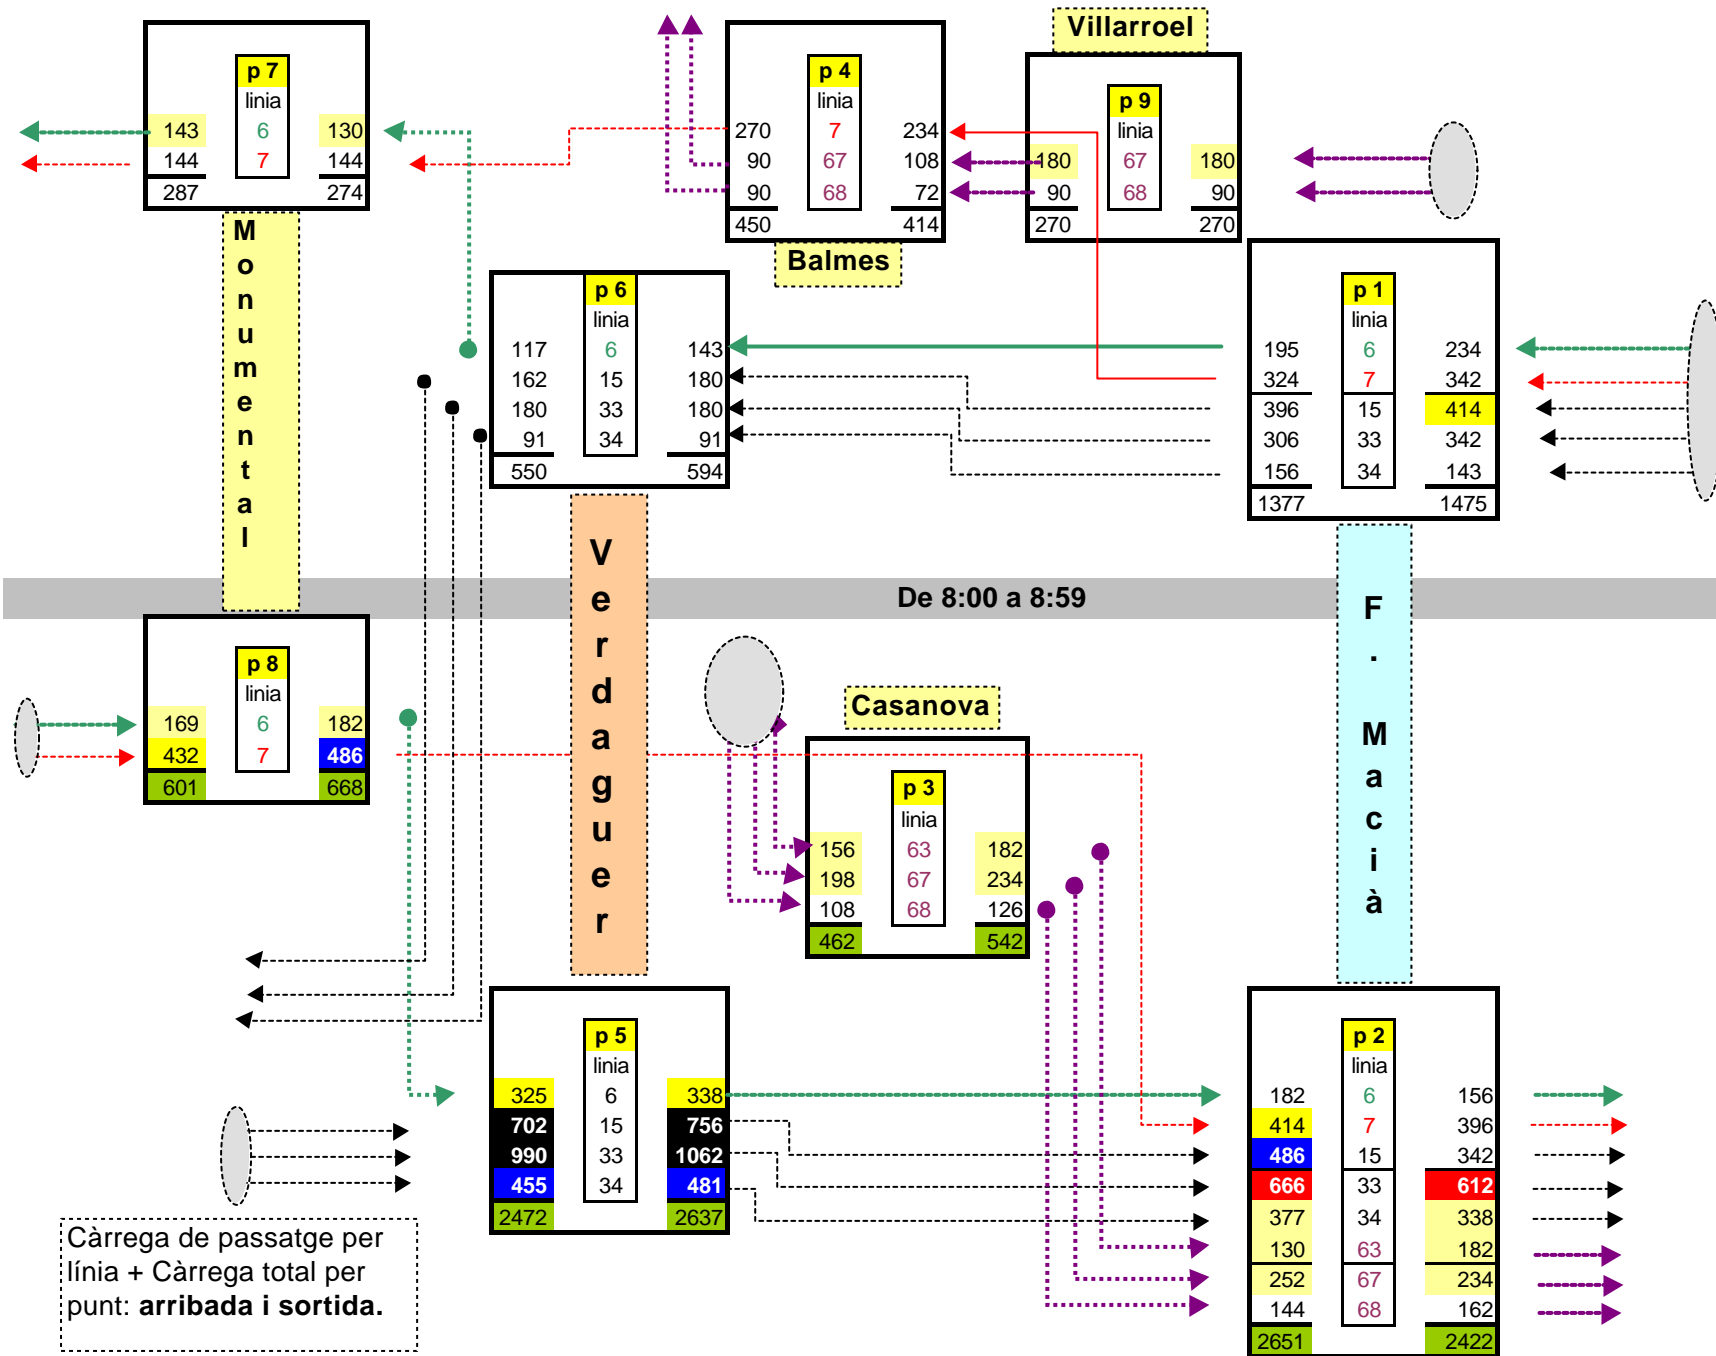 p 7
linia
143 6 130
144 7 144
287 274
Monumental
p 4
linia
270 7 234
90 67 108
90 68 72
450 414
Balmes
Villarroel
p 9
linia
180 67 180
90 68 90
270 270
p 6
linia
117 6 143
162 15 180
180 33 180
91 34 91
550 594
p 1
linia
195 6 234
324 7 342
396 15 414
306 33 342
156 34 143
1377 1475
Verdaguer
F. Macià
De 8:00 a 8:59
p 8
linia
169 6 182
432 7 486
601 668
Casanova
p 3
linia
156 63 182
198 67 234
108 68 126
462 542
p 5
linia
325 6 338
702 15 756
990 33 1062
455 34 481
2472 2637
p 2
linia
182 6 156
414 7 396
486 15 342
666 33 612
377 34 338
130 63 182
252 67 234
144 68 162
2651 2422
Càrrega de passatge per
línia + Càrrega total per
punt: arribada i sortida.